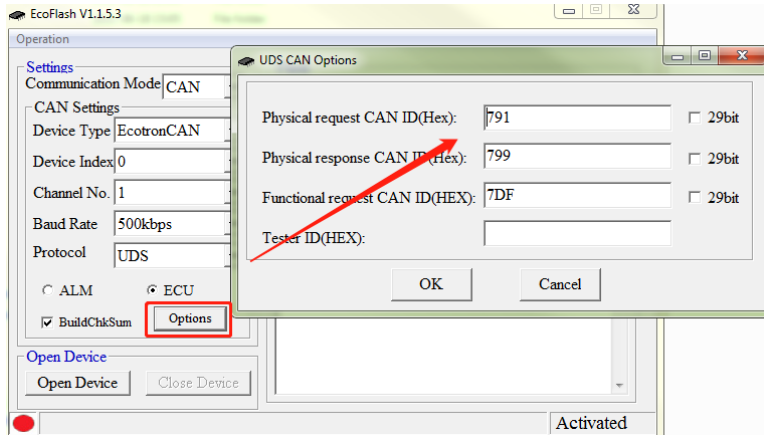 EcoFlash V1.1.5.3
Operation
Settings
Communication Mode CAN
CAN Settings
Device Type EcotronCAN
Device Index 0
Channel No. 1
Baud Rate 500kbps
Protocol UDS
ALM ECU
BuildChkSum Options
Open Device
Open Device Close Device
Activated
UDS CAN Options
Physical request CAN ID(Hex): 791 29bit
Physical response CAN ID(Hex): 799 29bit
Functional request CAN ID(HEX): 7DF 29bit
Tester ID(HEX):
OK Cancel